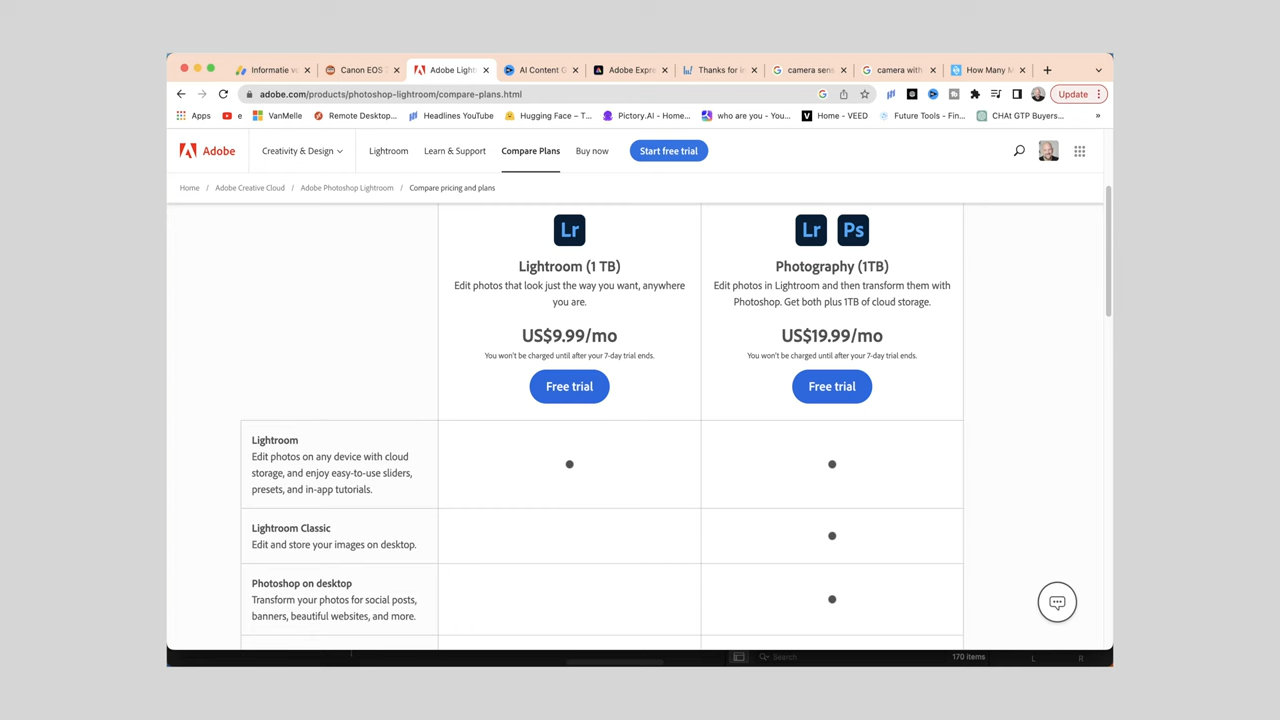 Informatie v
Canon EOS
Adobe Light
AI Content O
Adobe Expre
Thanks for i
camera sens
camera with
How Many M
adobe.com/products/photoshop-lightroom/compare-plans.html
Update
Apps
e
VanMelle
Remote Desktop...
Headlines YouTube
Hugging Face – T...
Pictory.AI - Home...
who are you - You...
Home - VEED
Future Tools - Fin...
CHAt GTP Buyers...
»
Adobe
Creativity & Design
Lightroom
Learn & Support
Compare Plans
Buy now
Start free trial
Home / Adobe Creative Cloud / Adobe Photoshop Lightroom / Compare pricing and plans
Lr
Lr Ps
Lightroom (1 TB)
Edit photos that look just the way you want, anywhere
you are.
US$9.99/mo
You won't be charged until after your 7-day trial ends.
Free trial
Photography (1TB)
Edit photos in Lightroom and then transform them with
Photoshop. Get both plus 1TB of cloud storage.
US$19.99/mo
You won't be charged until after your 7-day trial ends.
Free trial
Lightroom
Edit photos on any device with cloud
storage, and enjoy easy-to-use sliders,
presets, and in-app tutorials.
Lightroom Classic
Edit and store your images on desktop.
Photoshop on desktop
Transform your photos for social posts,
banners, beautiful websites, and more.
Search
170 items
L
R